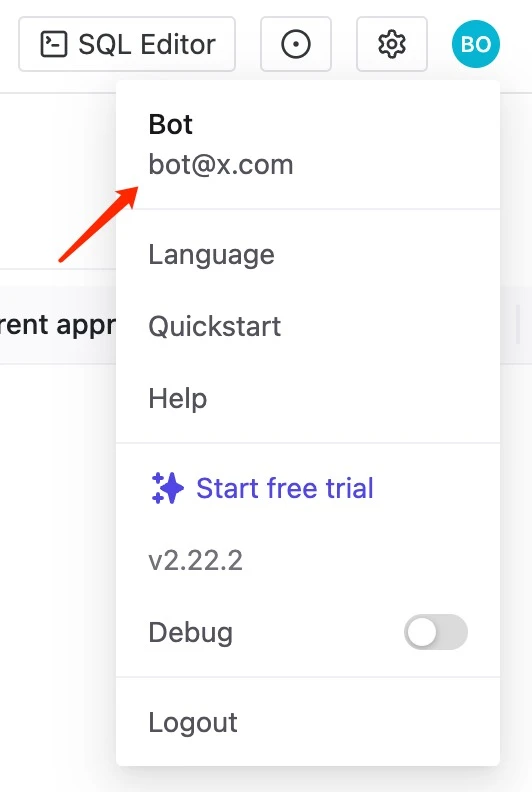 SQL Editor
BO
Bot
bot@x.com
Language
rent appr
Quickstart
Help
Start free trial
v2.22.2
Debug
Logout